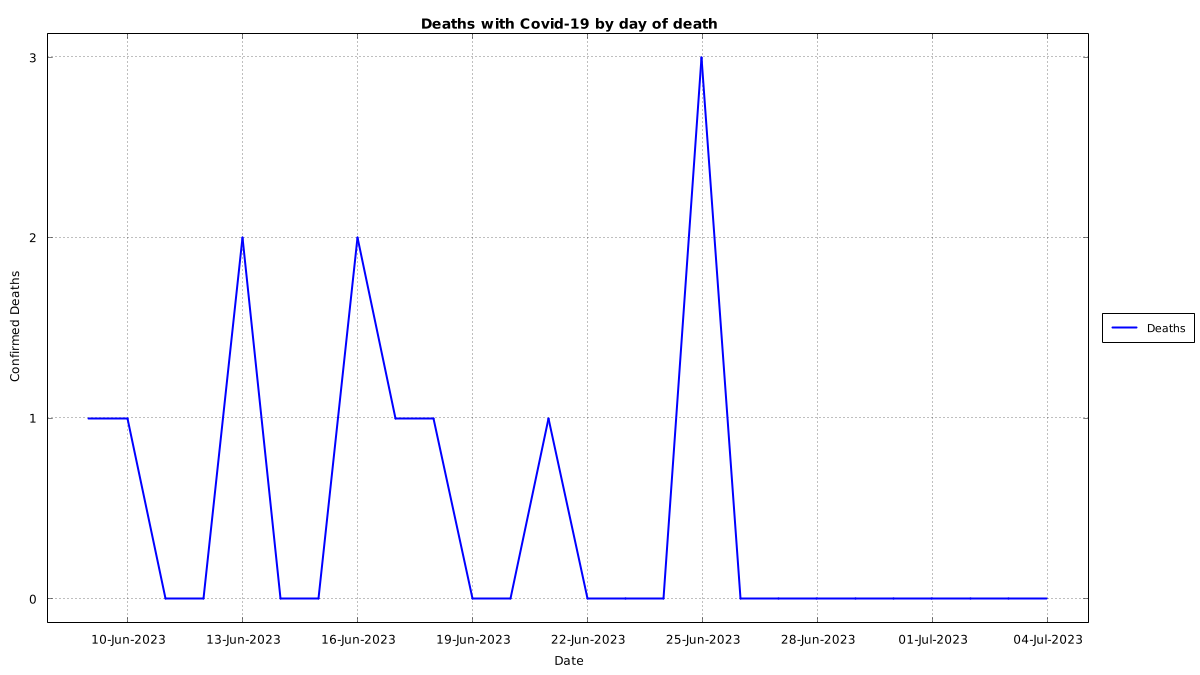 Deaths with Covid-19 by day of death
3
2
1
0
Confirmed Deaths
10-Jun-2023 13-Jun-2023 16-Jun-2023 19-Jun-2023 22-Jun-2023 25-Jun-2023 28-Jun-2023 01-Jul-2023 04-Jul-2023
Date
Deaths